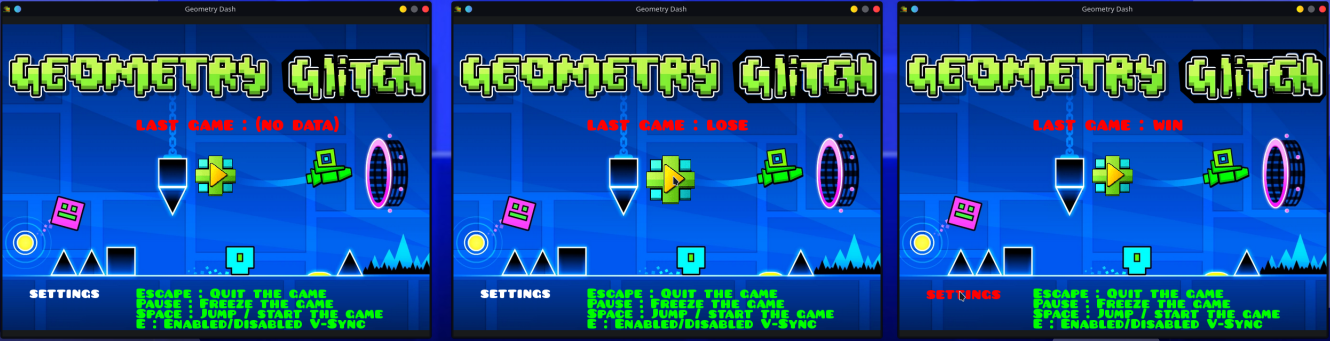 Geometry Dash
GEOMETRY GLITCH
LAST GAME : (NO DATA)
SETTINGS
ESCAPE : QUIT THE GAME
PAUSE : FREEZE THE GAME
SPACE : JUMP / START THE GAME
E : ENABLED/DISABLED V-SYNC
Geometry Dash
GEOMETRY GLITCH
LAST GAME : LOSE
SETTINGS
ESCAPE : QUIT THE GAME
PAUSE : FREEZE THE GAME
SPACE : JUMP / START THE GAME
E : ENABLED/DISABLED V-SYNC
Geometry Dash
GEOMETRY GLITCH
LAST GAME : WIN
SETTINGS
ESCAPE : QUIT THE GAME
PAUSE : FREEZE THE GAME
SPACE : JUMP / START THE GAME
E : ENABLED/DISABLED V-SYNC